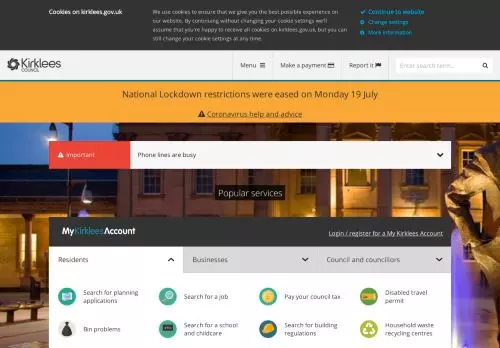 Cookies on kirklees.gov.uk
We use cookies to ensure that we give you the best possible experience on
our website. By continuing without changing your cookie settings we'll
assume that you're happy to receive all cookies on kirklees.gov.uk, but you can
still change your cookie settings at any time.
Continue to website
Change settings
More information
Kirklees
COUNCIL
Menu
Make a payment
Report it
Enter search term...
National Lockdown restrictions were eased on Monday 19 July
Coronavirus help and advice
Important
Phone lines are busy
Popular services
MyKirkleesAccount
Login / register for a My Kirklees Account
Residents
Businesses
Council and councillors
Search for planning
applications
Search for a job
Pay your council tax
Disabled travel
permit
Bin problems
Search for a school
and childcare
Search for building
regulations
Household waste
recycling centres